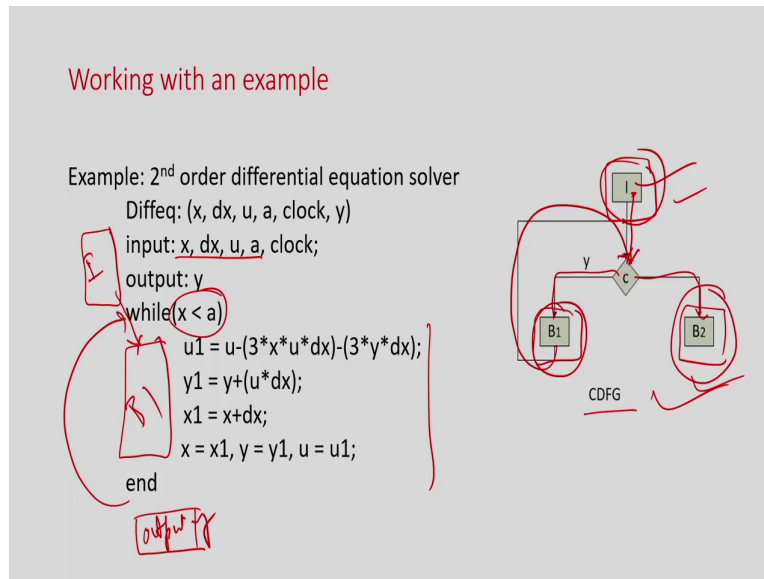 Working with an example
Example: 2nd order differential equation solver
Diffeq: (x, dx, u, a, clock, y)
input: x, dx, u, a, clock;
output: y
while(x < a)
u1 = u-(3*x*u*dx)-(3*y*dx);
y1 = y+(u*dx);
x1 = x+dx;
x = x1, y = y1, u = u1;
end
I
B1
output y
I
y
c
B1
B2
CDFG